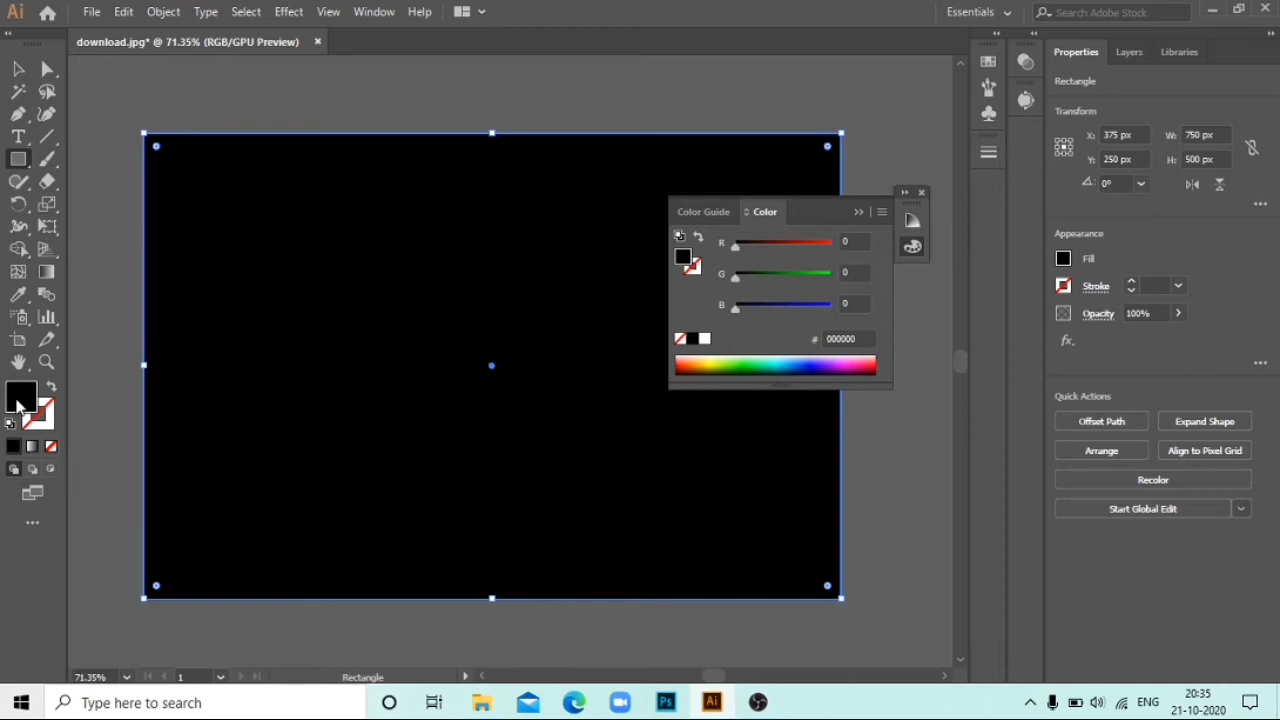 Ai File Edit Object Type Select Effect View Window Help Essentials Search Adobe Stock
download.jpg* @ 71.35% (RGB/GPU Preview) ×
Properties Layers Libraries
Rectangle
Transform
X: 375 px W: 750 px
Y: 250 px H: 500 px
0°
Appearance
Fill
Stroke
Opacity 100%
fx.
Quick Actions
Offset Path Expand Shape
Arrange Align to Pixel Grid
Recolor
Start Global Edit
Color Guide Color
R 0
G 0
B 0
# 000000
T
71.35% 1 Rectangle
Type here to search Ps Ai ENG 20:35
21-10-2020